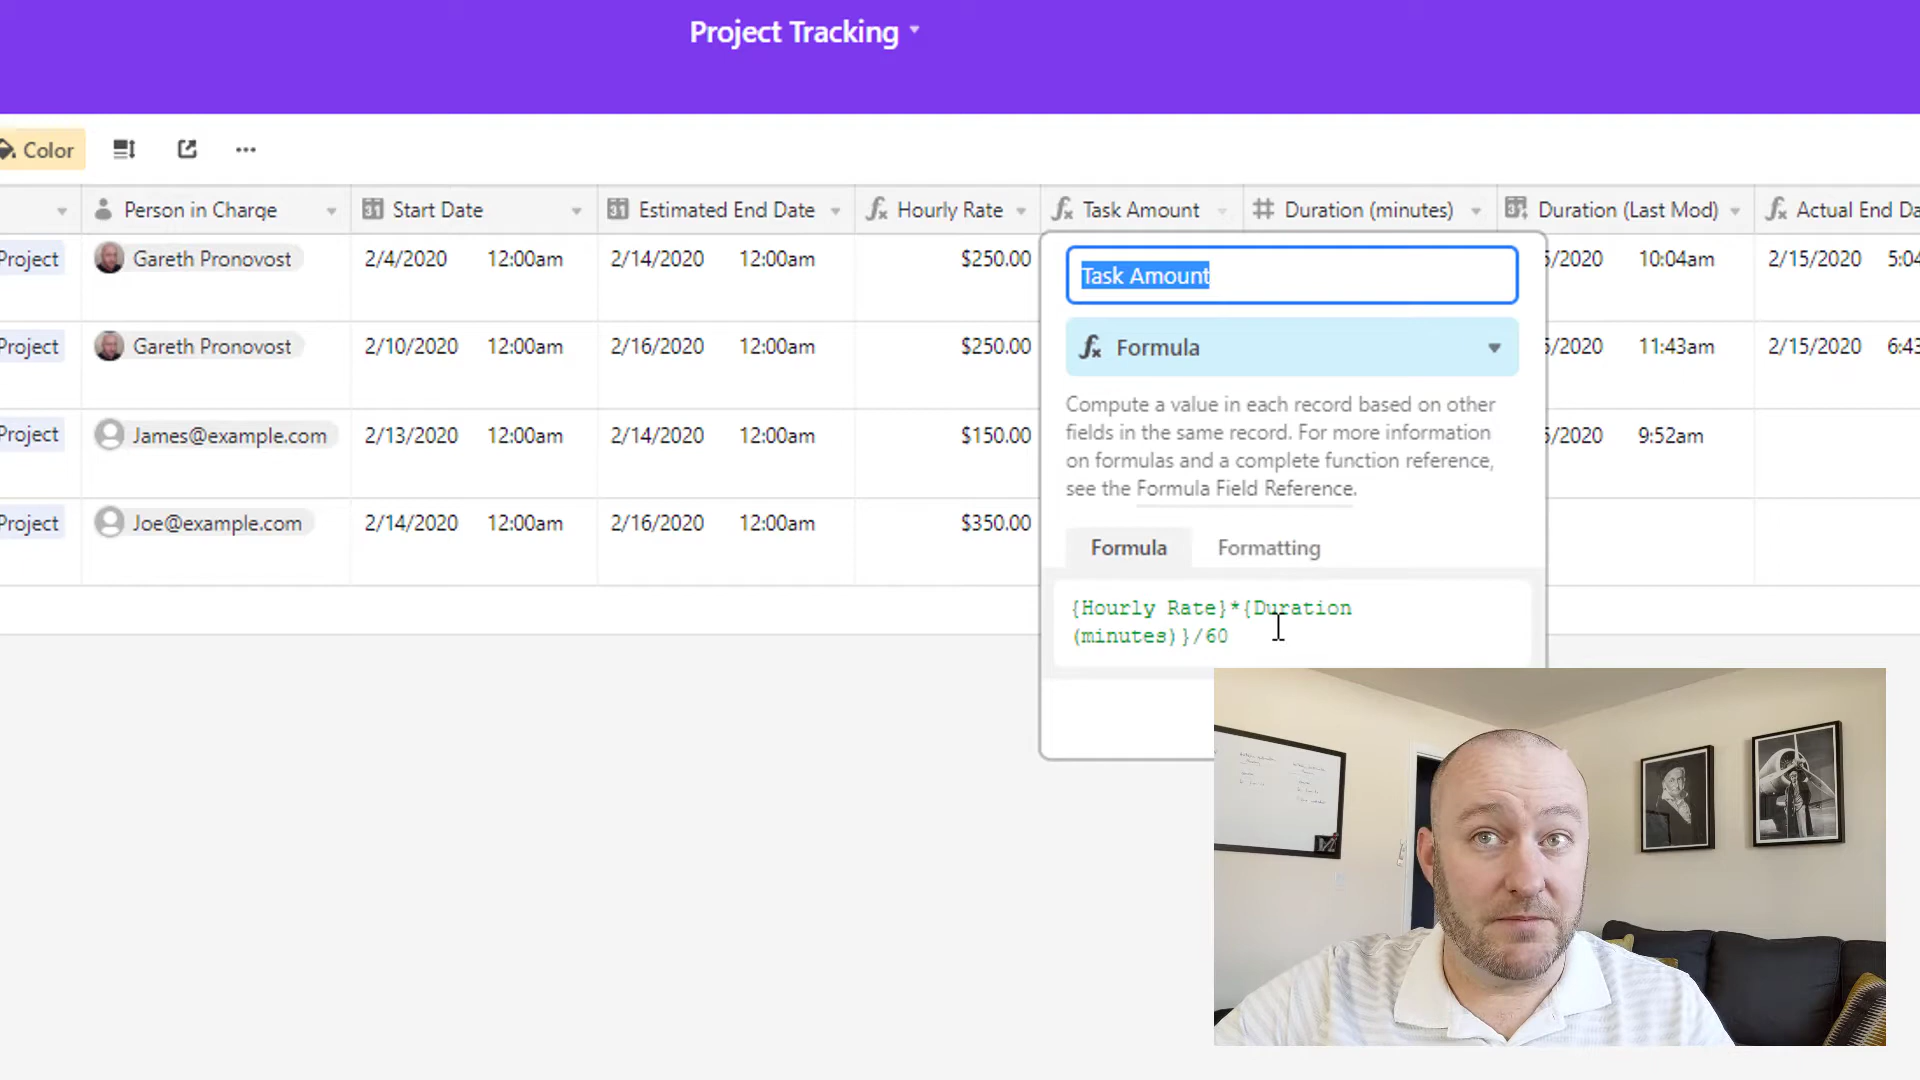 Project Tracking
Color
Person in Charge Start Date Estimated End Date Hourly Rate Task Amount Duration (minutes) Duration (Last Mod) Actual End Da
Project Gareth Pronovost 2/4/2020 12:00am 2/14/2020 12:00am $250.00 5/2020 10:04am 2/15/2020 5:04
Project Gareth Pronovost 2/10/2020 12:00am 2/16/2020 12:00am $250.00 5/2020 11:43am 2/15/2020 6:43
Project James@example.com 2/13/2020 12:00am 2/14/2020 12:00am $150.00 5/2020 9:52am
Project Joe@example.com 2/14/2020 12:00am 2/16/2020 12:00am $350.00
Task Amount
Formula
Compute a value in each record based on other
fields in the same record. For more information
on formulas and a complete function reference,
see the Formula Field Reference.
Formula Formatting
{Hourly Rate}*{Duration
(minutes)}/60